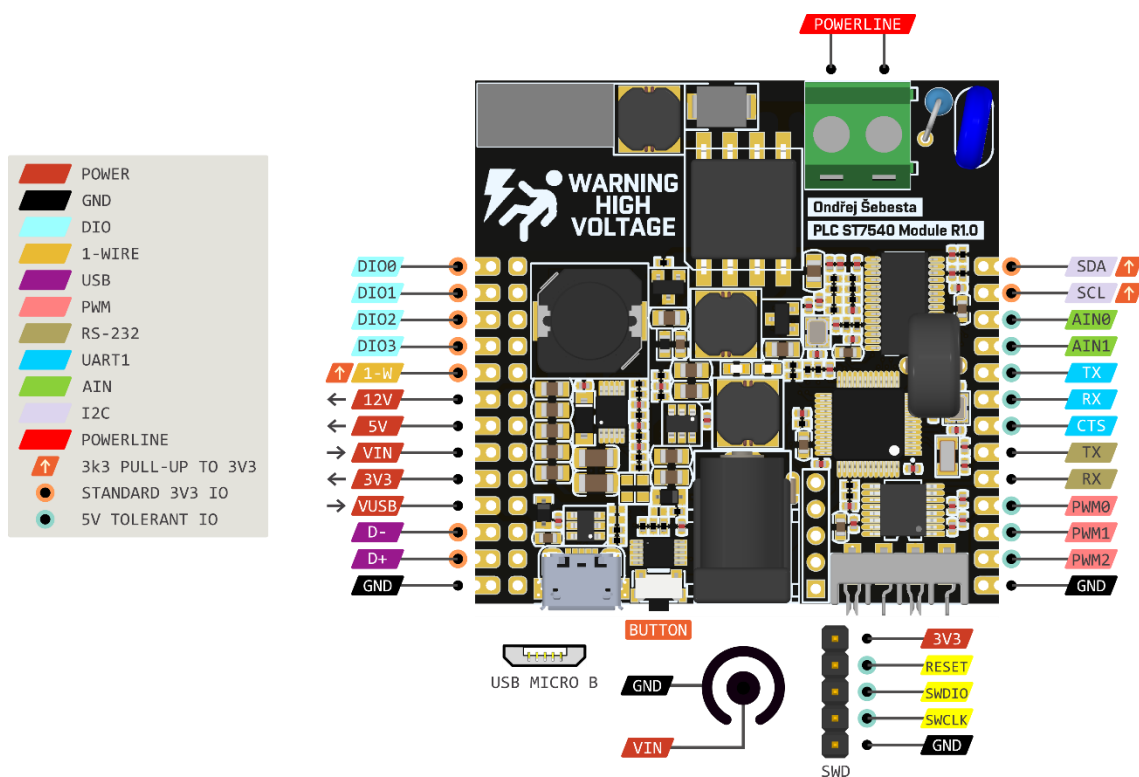 POWERLINE
POWER
GND
DIO
1-WIRE
USB
PWM
RS-232
UART1
AIN
I2C
POWERLINE
3k3 PULL-UP TO 3V3
STANDARD 3V3 IO
5V TOLERANT IO
WARNING
HIGH
VOLTAGE
Ondřej Šebesta
PLC ST7540 Module R1.0
DIO0
DIO1
DIO2
DIO3
1-W
12V
5V
VIN
3V3
VUSB
D-
D+
GND
SDA
SCL
AIN0
AIN1
TX
RX
CTS
TX
RX
PWM0
PWM1
PWM2
GND
BUTTON
USB MICRO B
GND
VIN
3V3
RESET
SWDIO
SWCLK
GND
SWD